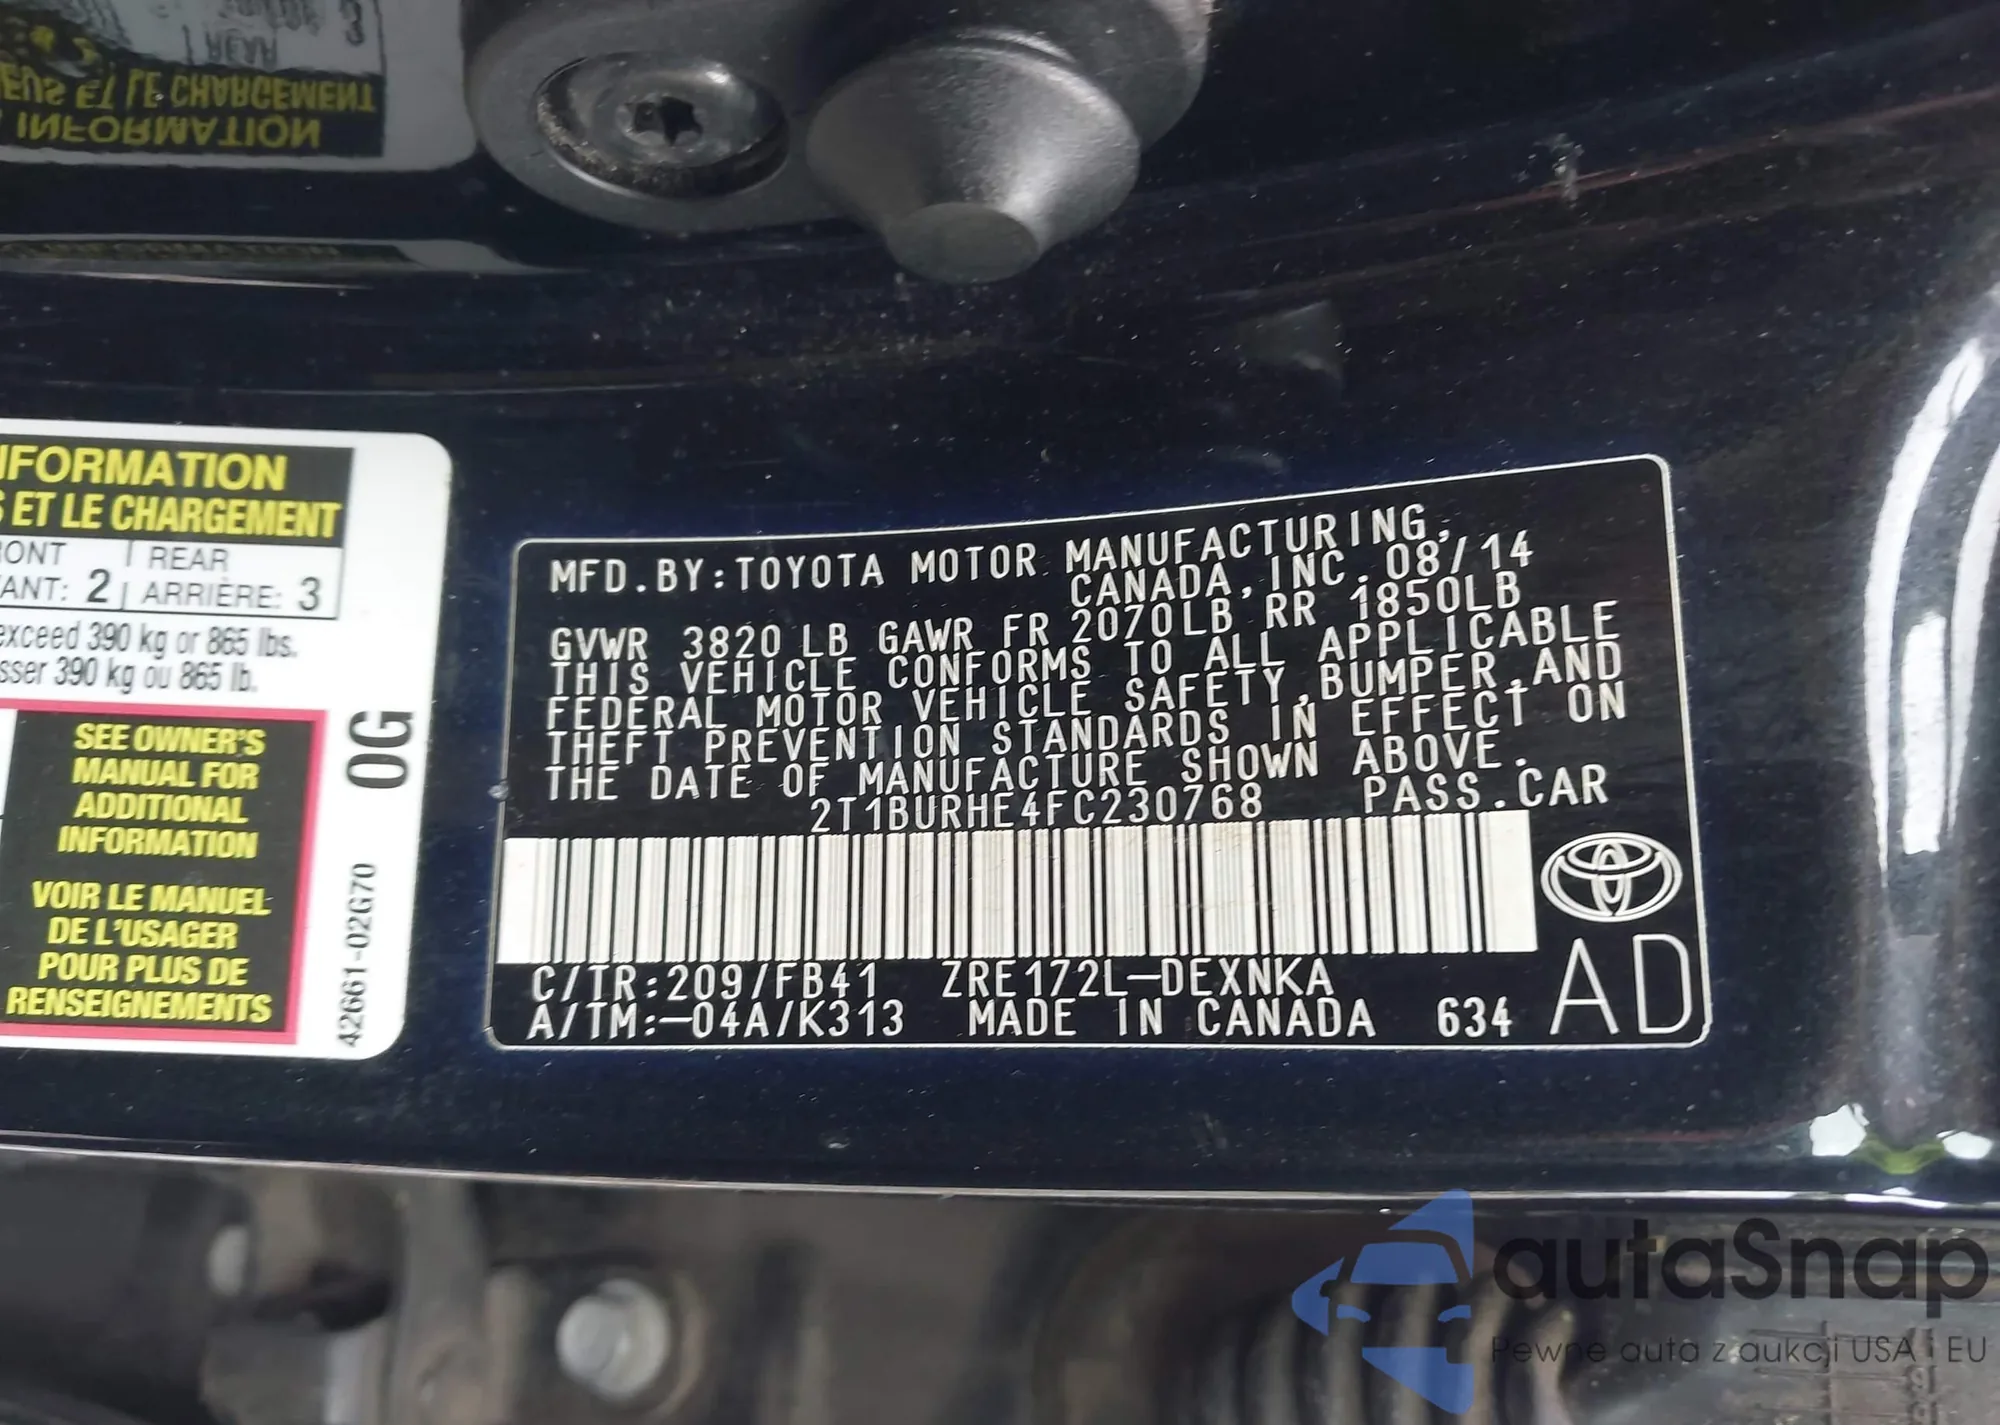 INFORMATION
S ET LE CHARGEMENT
RONT | REAR
ANT: 2 | ARRIÈRE: 3
exceed 390 kg or 865 lbs.
sser 390 kg ou 865 lb.
SEE OWNER'S
MANUAL FOR
ADDITIONAL
INFORMATION
VOIR LE MANUEL
DE L'USAGER
POUR PLUS DE
RENSEIGNEMENTS
0G
42661-02G70
MFD.BY:TOYOTA MOTOR MANUFACTURING,
CANADA,INC. 08/14
GVWR 3820 LB GAWR FR 2070LB RR 1850LB
THIS VEHICLE CONFORMS TO ALL APPLICABLE
FEDERAL MOTOR VEHICLE SAFETY,BUMPER,AND
THEFT PREVENTION STANDARDS IN EFFECT ON
THE DATE OF MANUFACTURE SHOWN ABOVE.
2T1BURHE4FC230768 PASS.CAR
C/TR:209/FB41 ZRE172L-DEXNKA
A/TM:-04A/K313 MADE IN CANADA 634
AD
autaSnap
Pewne auta z aukcji USA i EU